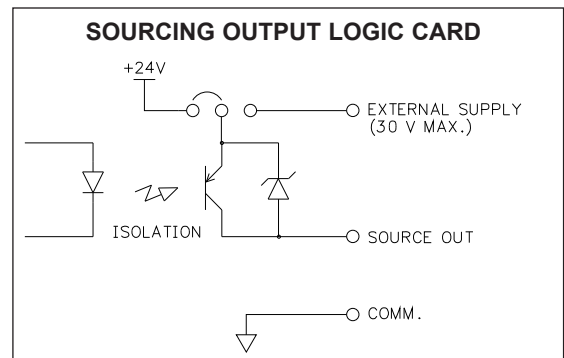 SOURCING OUTPUT LOGIC CARD
+24V
EXTERNAL SUPPLY
(30 V MAX.)
ISOLATION
SOURCE OUT
COMM.